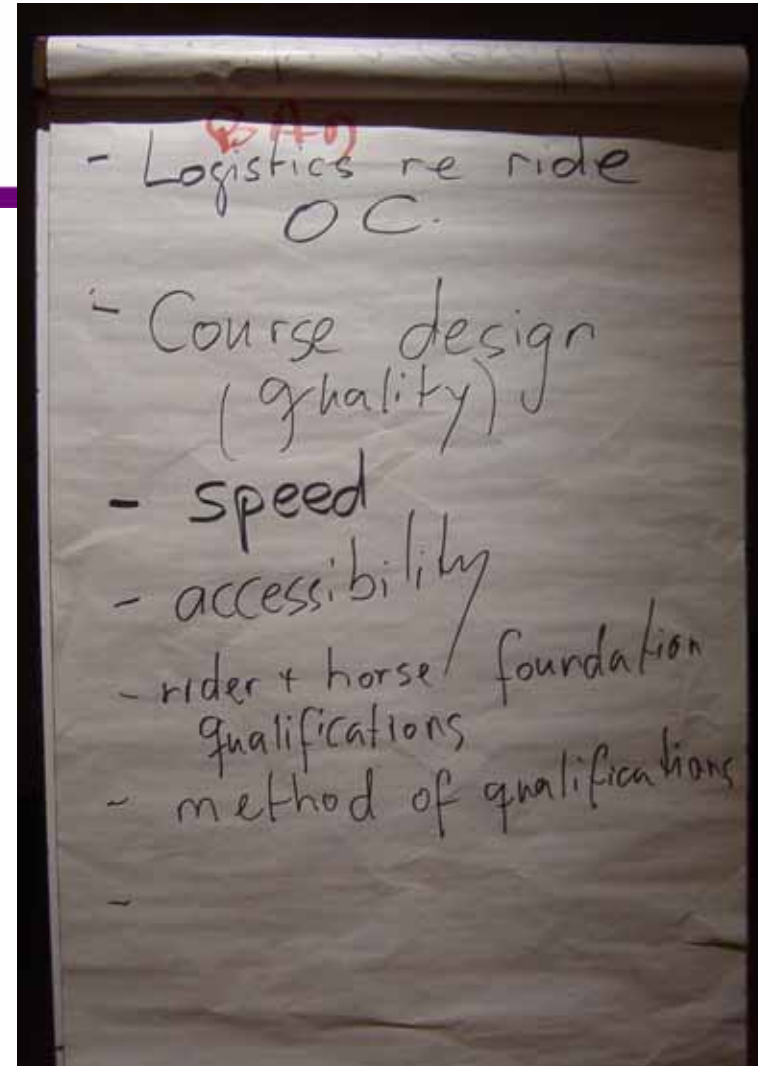 - Logistics re ride
OC.
- Course design
(quality)
- speed
- accessibility
- rider + horse foundation
qualifications
- method of qualifications
-